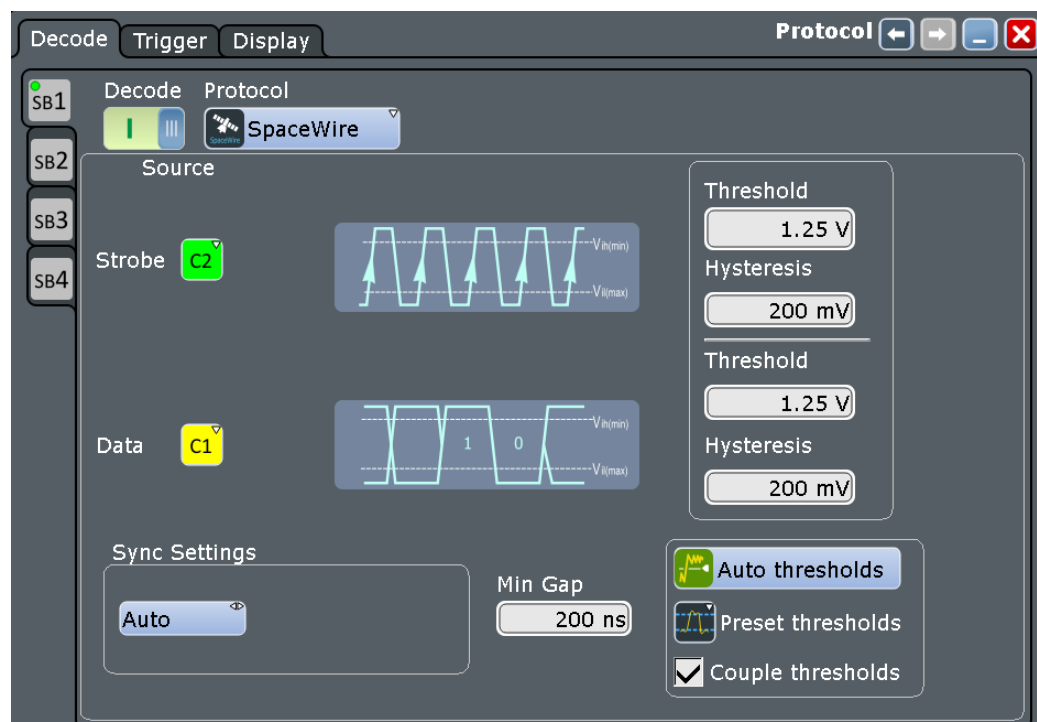 Decode Trigger Display Protocol
SB1 Decode Protocol
SpaceWire SpaceWire
SB2 Source
Threshold
SB3 1.25 V
Strobe C2 Vih(min) Hysteresis
SB4 Vil(max)
200 mV
Threshold
1.25 V
Data C1 1 0 Vih(min) Hysteresis
Vil(max)
200 mV
Sync Settings
Auto thresholds
Min Gap
Auto 200 ns Preset thresholds
Couple thresholds